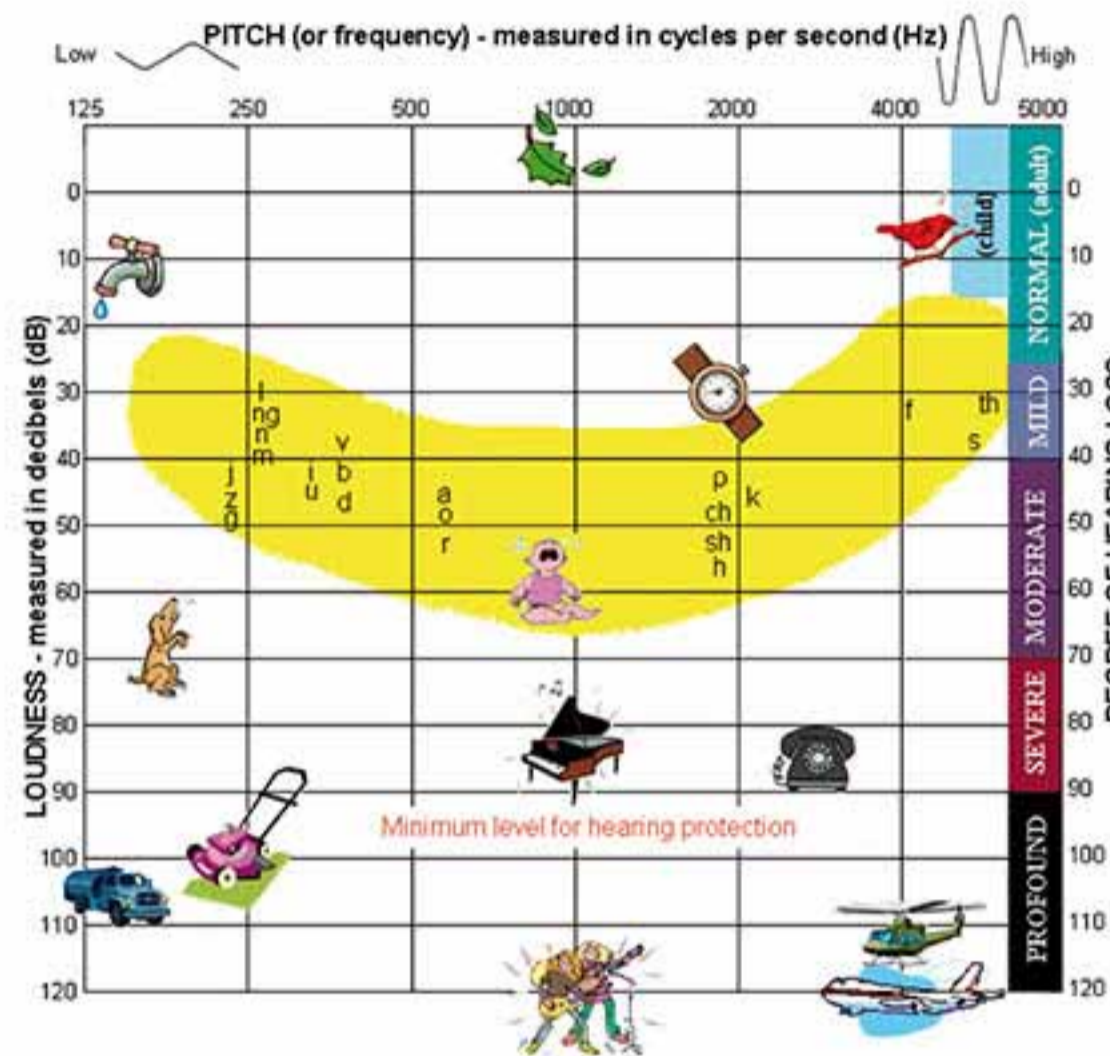 PITCH (or frequency) - measured in cycles per second (Hz)
Low
High
125 250 500 1000 2000 4000 5000
0 0
10 10
20 20
30 30
40 40
50 50
60 60
70 70
80 80
90 90
100 100
110 110
120 120
LOUDNESS - measured in decibels (dB)
NORMAL (adult)
(child)
MILD
MODERATE
SEVERE
PROFOUND
l
ng
n
m
j
z
v
i b
u d
a
o
r
p
ch k
sh
h
f th
s
Minimum level for hearing protection